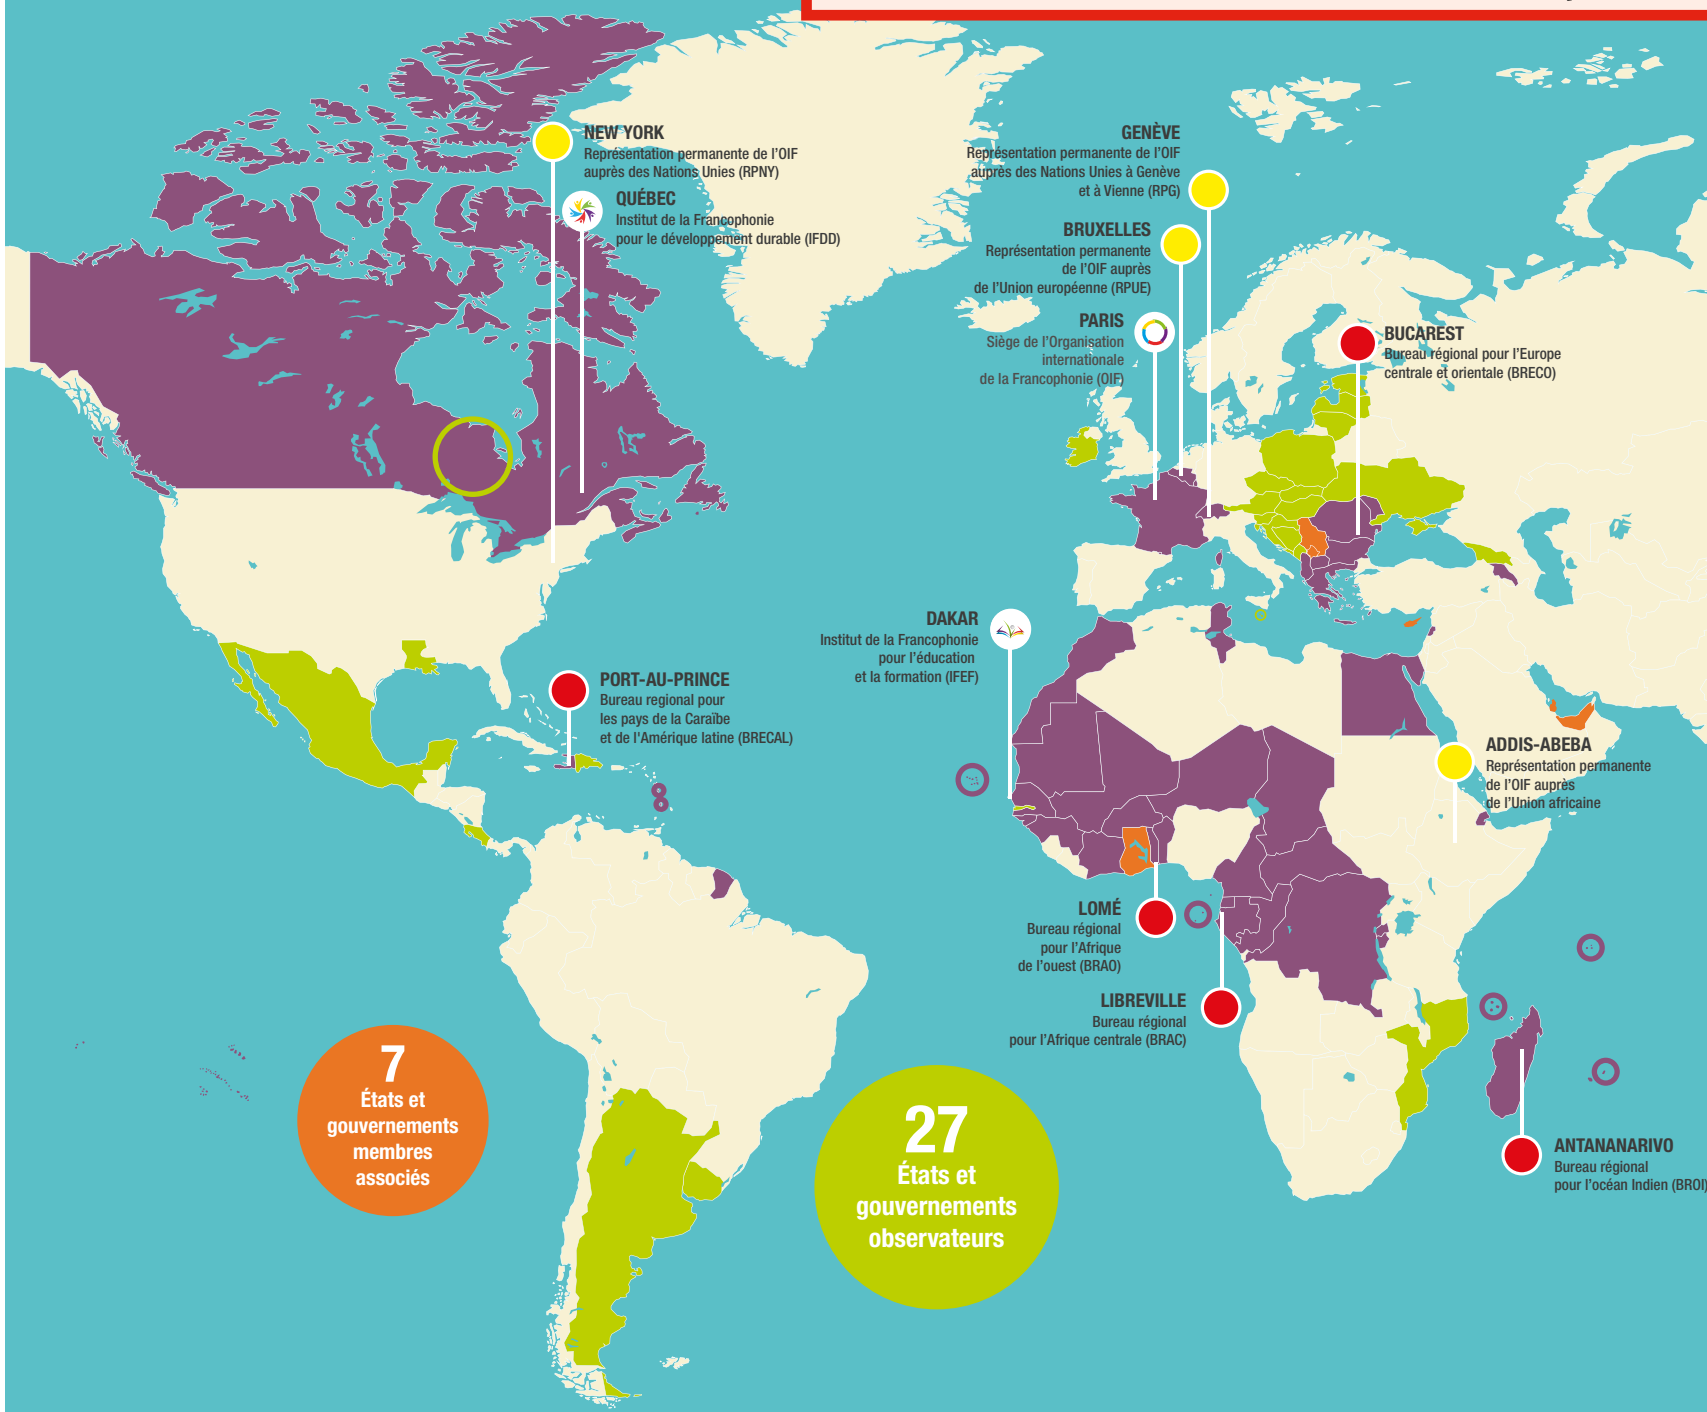 NEW YORK
Représentation permanente de l'OIF
auprès des Nations Unies (RPNY)
QUÉBEC
Institut de la Francophonie
pour le développement durable (IFDD)
GENÈVE
Représentation permanente de l'OIF
auprès des Nations Unies à Genève
et à Vienne (RPG)
BRUXELLES
Représentation permanente
de l'OIF auprès
de l'Union européenne (RPUE)
PARIS
Siège de l'Organisation
internationale
de la Francophonie (OIF)
BUCAREST
Bureau régional pour l'Europe
centrale et orientale (BRECO)
DAKAR
Institut de la Francophonie
pour l'éducation
et la formation (IFEF)
PORT-AU-PRINCE
Bureau regional pour
les pays de la Caraïbe
et de l'Amérique latine (BRECAL)
ADDIS-ABEBA
Représentation permanente
de l'OIF auprès
de l'Union africaine
LOMÉ
Bureau régional
pour l'Afrique
de l'ouest (BRAO)
LIBREVILLE
Bureau régional
pour l'Afrique centrale (BRAC)
ANTANANARIVO
Bureau régional
pour l'océan Indien (BROI)
7
États et
gouvernements
membres
associés
27
États et
gouvernements
observateurs